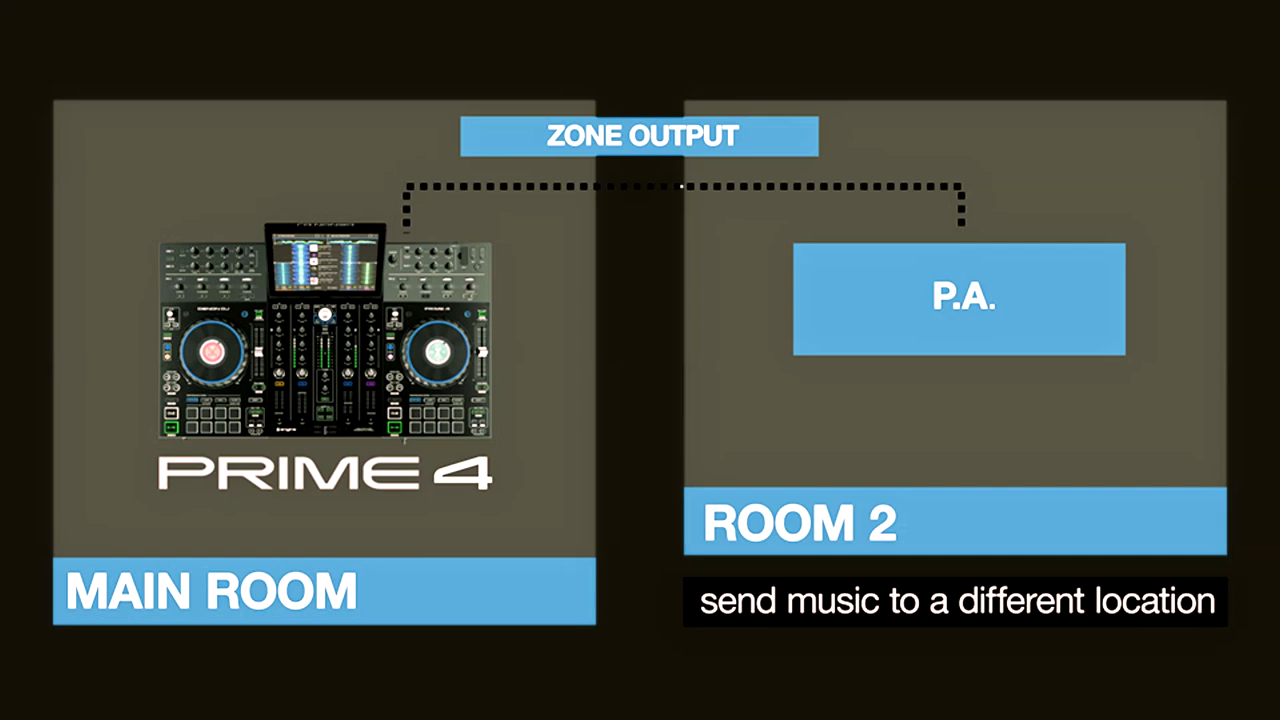 ZONE OUTPUT
P.A.
PRIME 4
ROOM 2
MAIN ROOM
send music to a different location